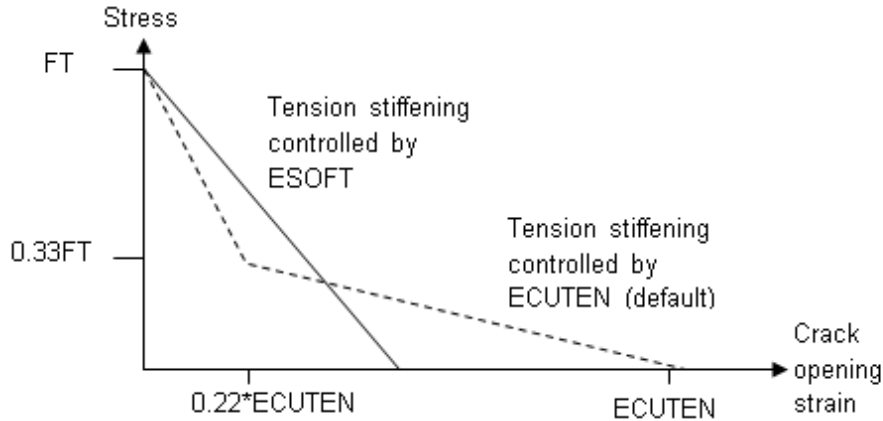 Stress
FT
Tension stiffening
controlled by
ESOFT
0.33FT
Tension stiffening
controlled by
ECUTEN (default)
Crack
opening
strain
0.22*ECUTEN
ECUTEN